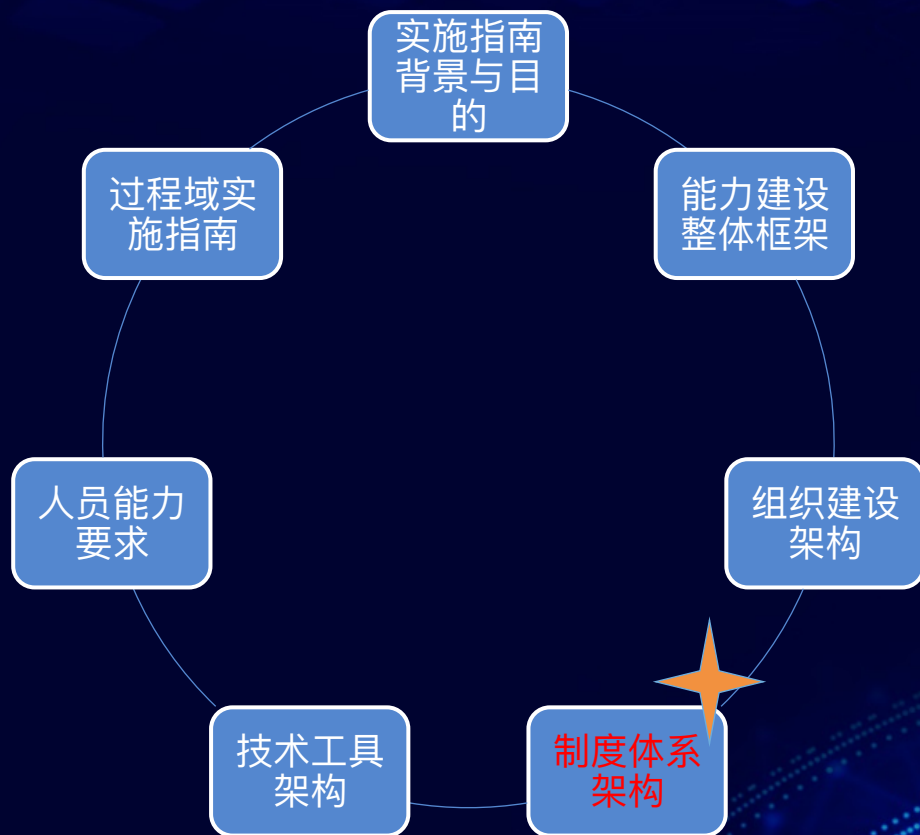 实施指南
背景与目
的
能力建设
整体框架
组织建设
架构
制度体系
架构
技术工具
架构
人员能力
要求
过程域实
施指南